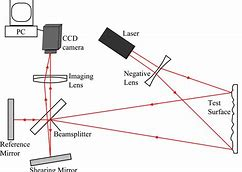 PC
CCD
camera
Laser
Imaging
Lens
Negative
Lens
Test
Surface
Reference
Mirror
Beamsplitter
Shearing Mirror